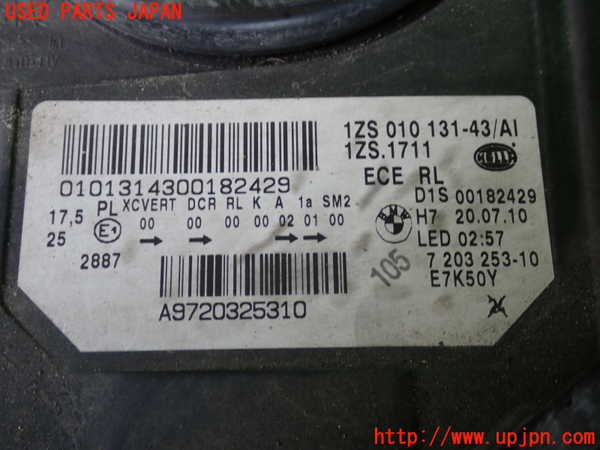 USED PARTS JAPAN
1ZS 010 131-43/AI
1ZS.1711
HELLA
0101314300182429
ECE RL
17,5 PL XCVERT DCR RL K A 1a SM2
D1S 00182429
25 E1 00 00 00 00 02 01 00
BMW H7 20.07.10
LED 02:57
2887
105
7 203 253-10
E7K50Y
A9720325310
UPJ http://www.upjpn.com/